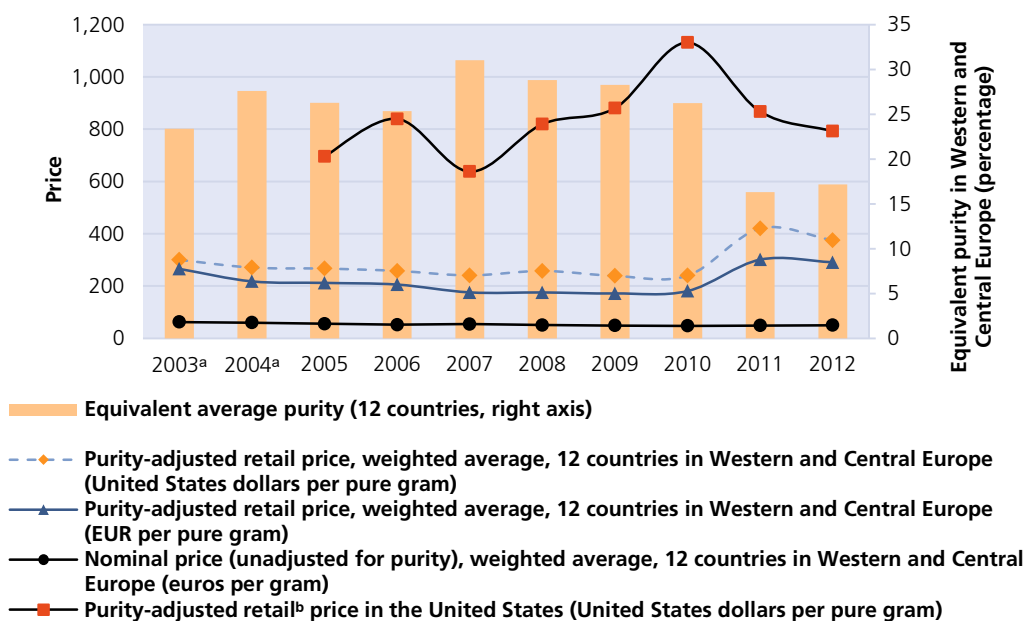 1,200
1,000
800
600
400
200
0
Price
35
30
25
20
15
10
5
0
Equivalent purity in Western and
Central Europe (percentage)
2003ª 2004ª 2005 2006 2007 2008 2009 2010 2011 2012
Equivalent average purity (12 countries, right axis)
Purity-adjusted retail price, weighted average, 12 countries in Western and Central Europe
(United States dollars per pure gram)
Purity-adjusted retail price, weighted average, 12 countries in Western and Central Europe
(EUR per pure gram)
Nominal price (unadjusted for purity), weighted average, 12 countries in Western and Central
Europe (euros per gram)
Purity-adjusted retailᵇ price in the United States (United States dollars per pure gram)